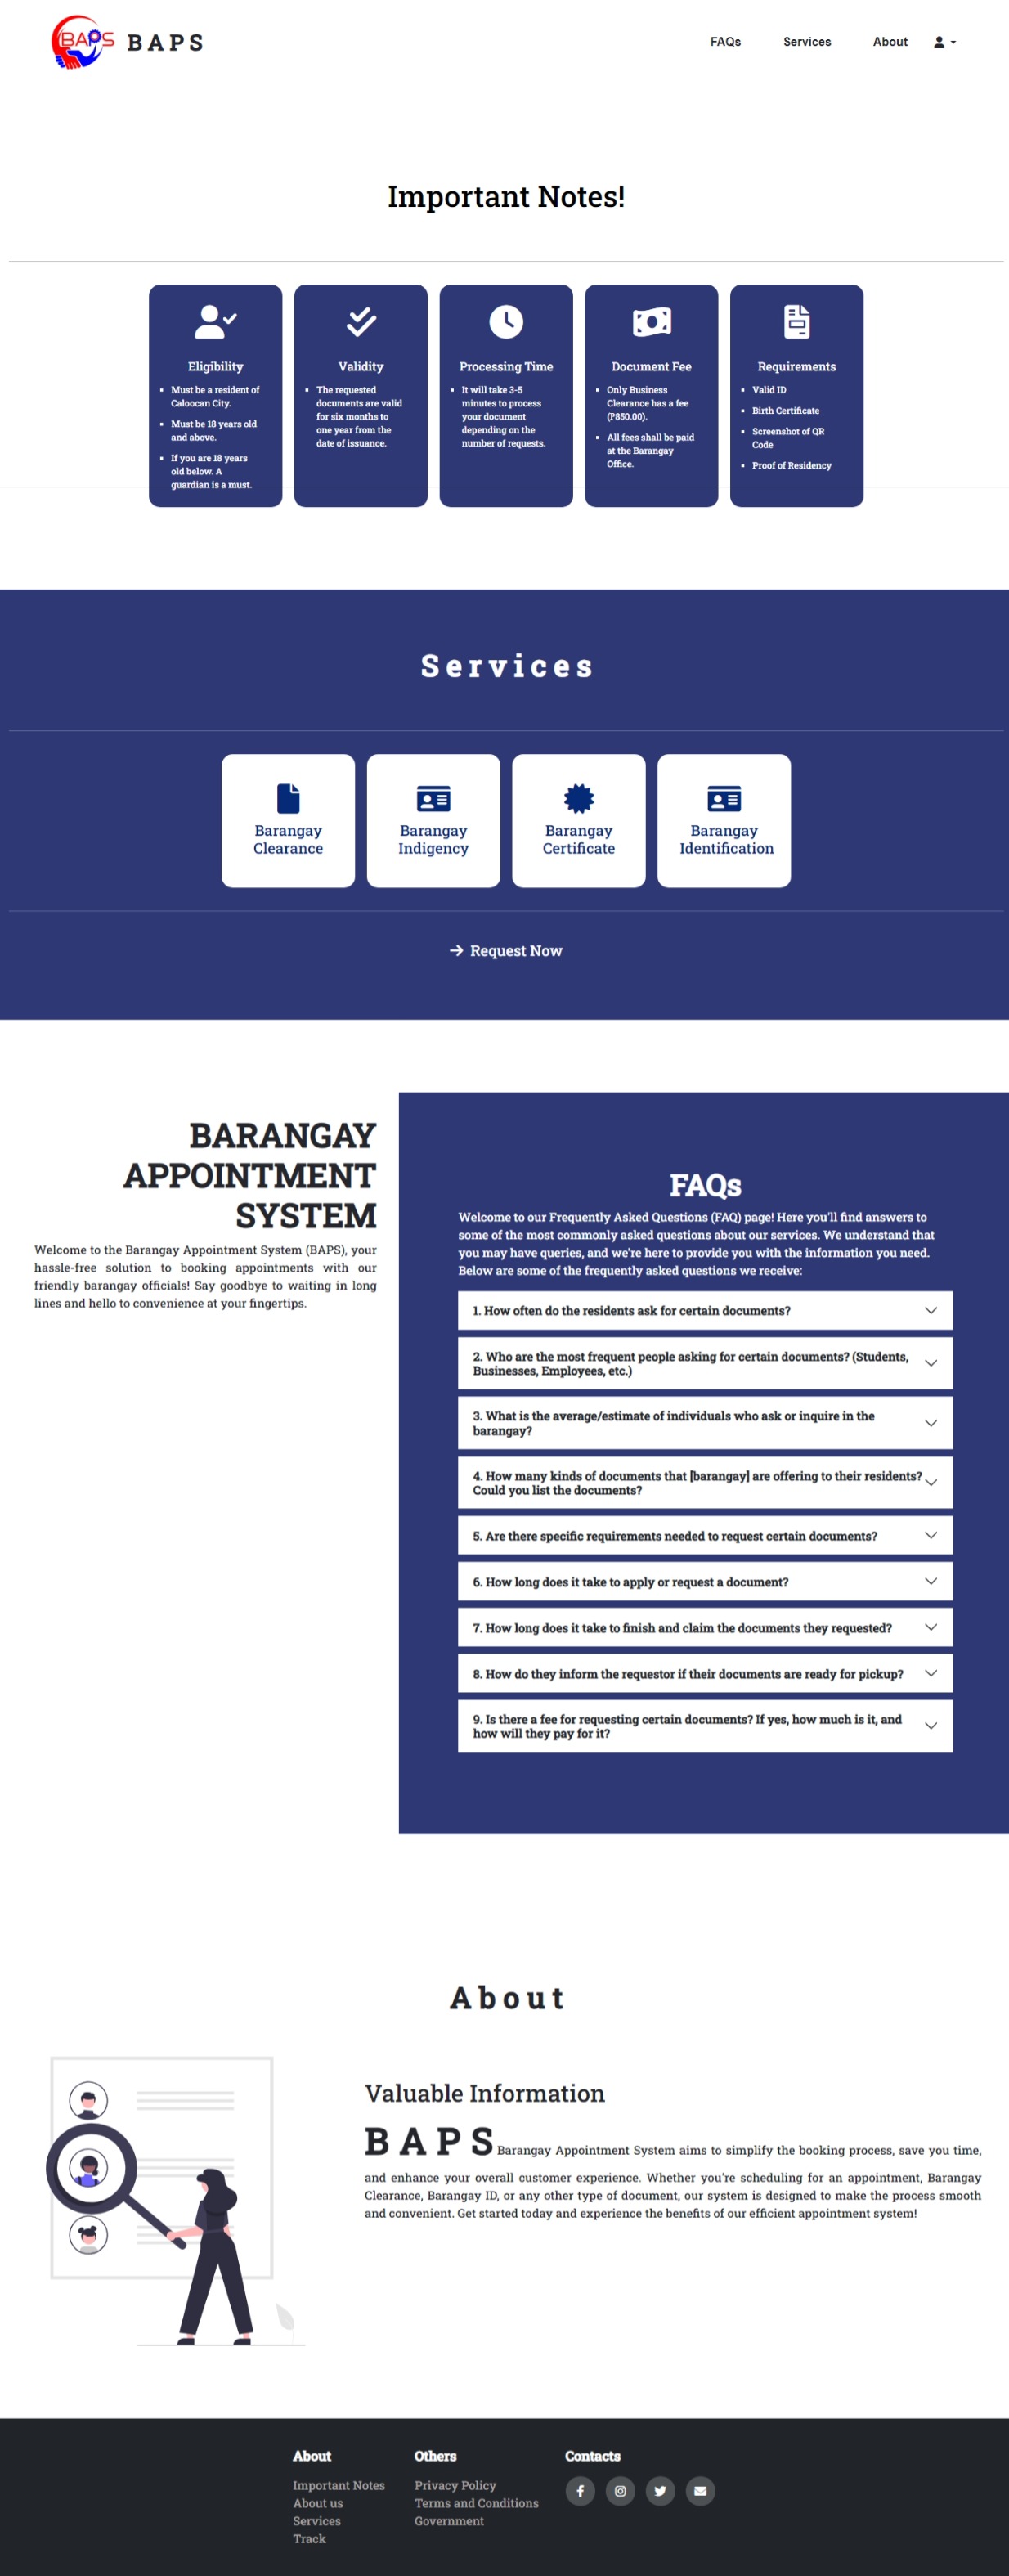 BAPS
BAPS
FAQs
Services
About
Important Notes!
Eligibility
Must be a resident of
Caloocan City.
Must be 18 years old
and above.
If you are 18 years
old below. A
guardian is a must.
Validity
The requested
documents are valid
for six months to
one year from the
date of issuance.
Processing Time
It will take 3-5
minutes to process
your document
depending on the
number of requests.
Document Fee
Only Business
Clearance has a fee
(₱850.00).
All fees shall be paid
at the Barangay
Office.
Requirements
Valid ID
Birth Certificate
Screenshot of QR
Code
Proof of Residency
Services
Barangay
Clearance
Barangay
Indigency
Barangay
Certificate
Barangay
Identification
Request Now
BARANGAY
APPOINTMENT
SYSTEM
Welcome to the Barangay Appointment System (BAPS), your
hassle-free solution to booking appointments with our
friendly barangay officials! Say goodbye to waiting in long
lines and hello to convenience at your fingertips.
FAQs
Welcome to our Frequently Asked Questions (FAQ) page! Here you'll find answers to
some of the most commonly asked questions about our services. We understand that
you may have queries, and we're here to provide you with the information you need.
Below are some of the frequently asked questions we receive:
1. How often do the residents ask for certain documents?
2. Who are the most frequent people asking for certain documents? (Students,
Businesses, Employees, etc.)
3. What is the average/estimate of individuals who ask or inquire in the
barangay?
4. How many kinds of documents that [barangay] are offering to their residents?
Could you list the documents?
5. Are there specific requirements needed to request certain documents?
6. How long does it take to apply or request a document?
7. How long does it take to finish and claim the documents they requested?
8. How do they inform the requestor if their documents are ready for pickup?
9. Is there a fee for requesting certain documents? If yes, how much is it, and
how will they pay for it?
About
Valuable Information
BAPS Barangay Appointment System aims to simplify the booking process, save you time,
and enhance your overall customer experience. Whether you're scheduling for an appointment, Barangay
Clearance, Barangay ID, or any other type of document, our system is designed to make the process smooth
and convenient. Get started today and experience the benefits of our efficient appointment system!
About
Important Notes
About us
Services
Track
Others
Privacy Policy
Terms and Conditions
Government
Contacts